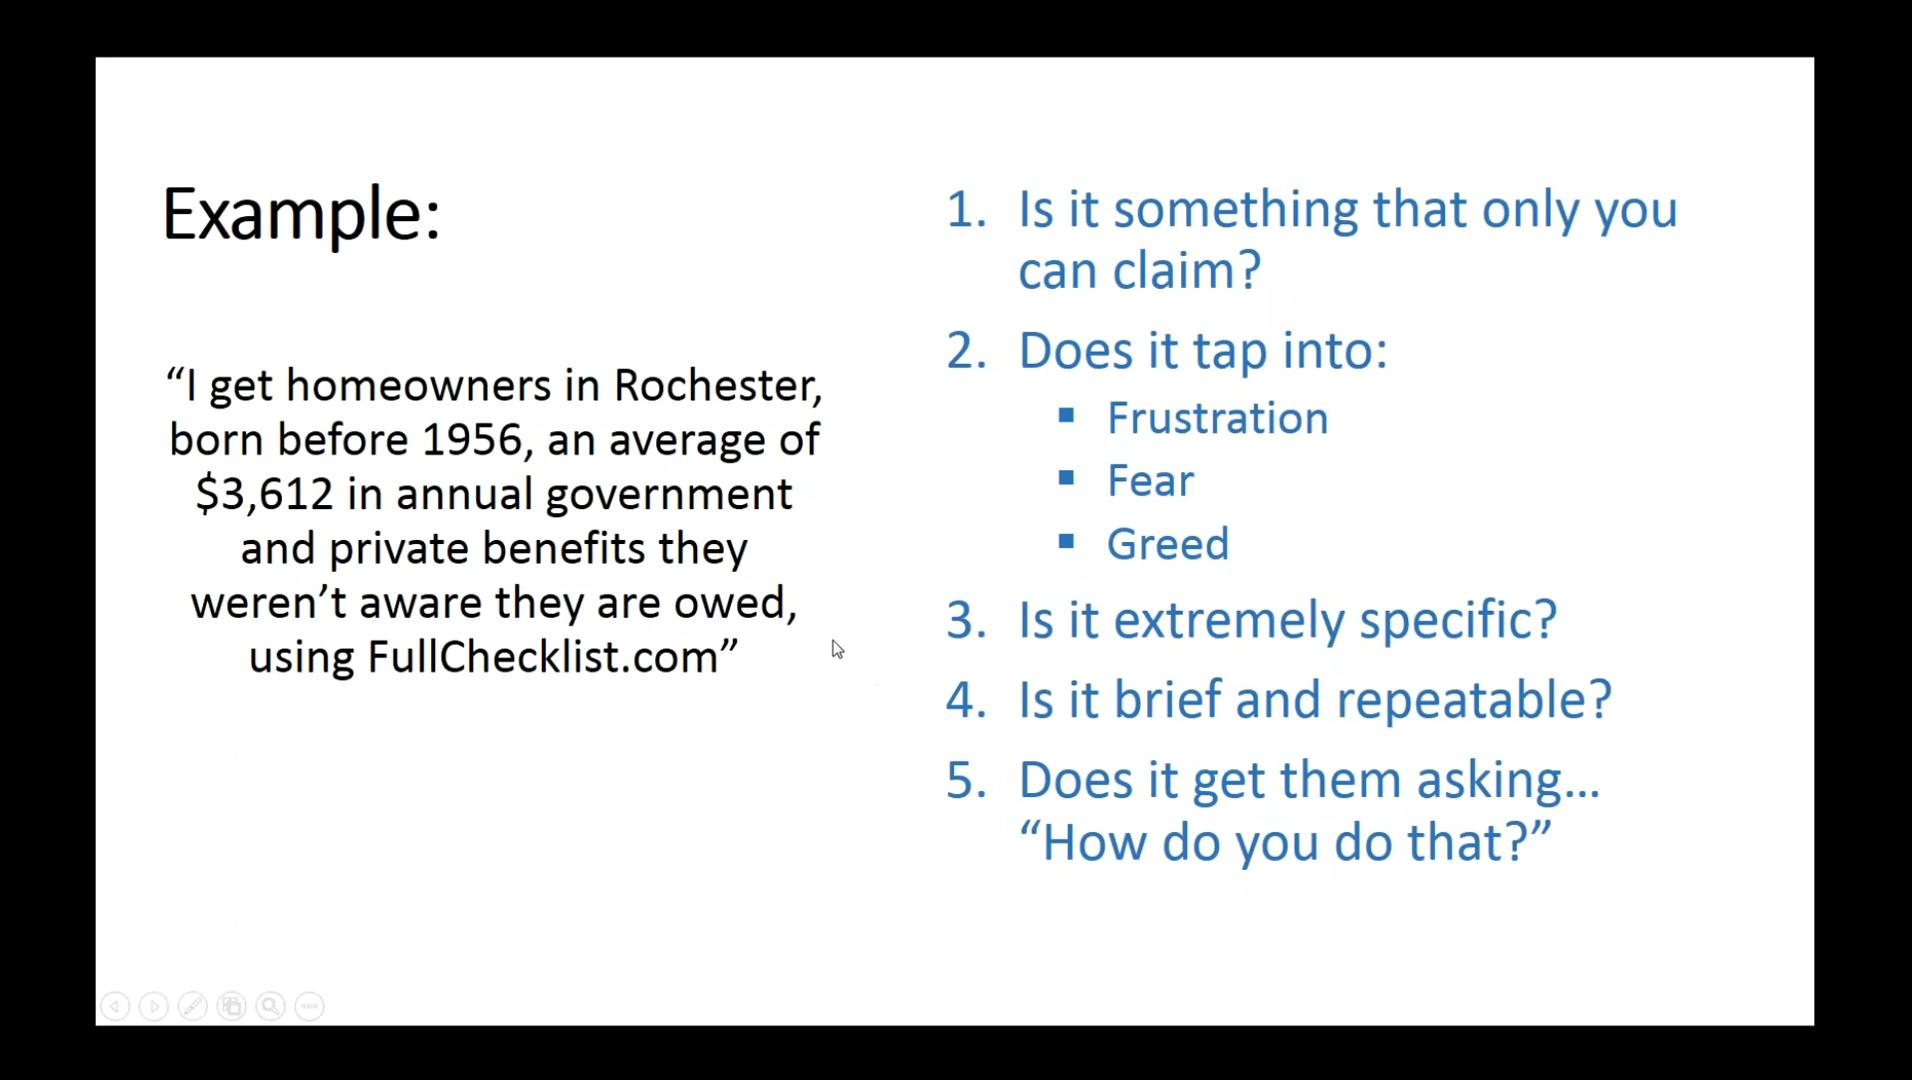 Example:
“I get homeowners in Rochester,
born before 1956, an average of
$3,612 in annual government
and private benefits they
weren’t aware they are owed,
using FullChecklist.com”
1. Is it something that only you
can claim?
2. Does it tap into:
▪ Frustration
▪ Fear
▪ Greed
3. Is it extremely specific?
4. Is it brief and repeatable?
5. Does it get them asking…
“How do you do that?”